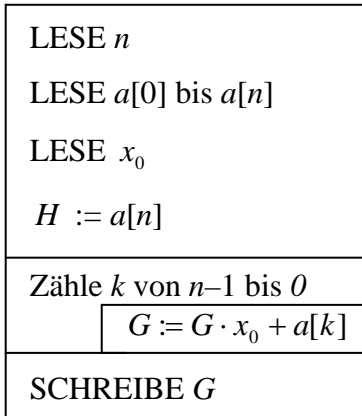 LESE n
LESE a[0] bis a[n]
LESE x₀
H := a[n]
Zähle k von n–1 bis 0
G := G · x₀ + a[k]
SCHREIBE G